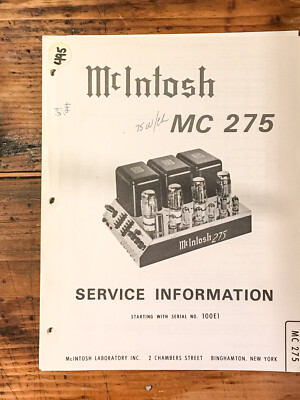 495
McIntosh
75 W/ch
MC 275
McIntosh 275
SERVICE INFORMATION
STARTING WITH SERIAL NO. 100E1
MC 275
McINTOSH LABORATORY INC. 2 CHAMBERS STREET BINGHAMTON, NEW YORK